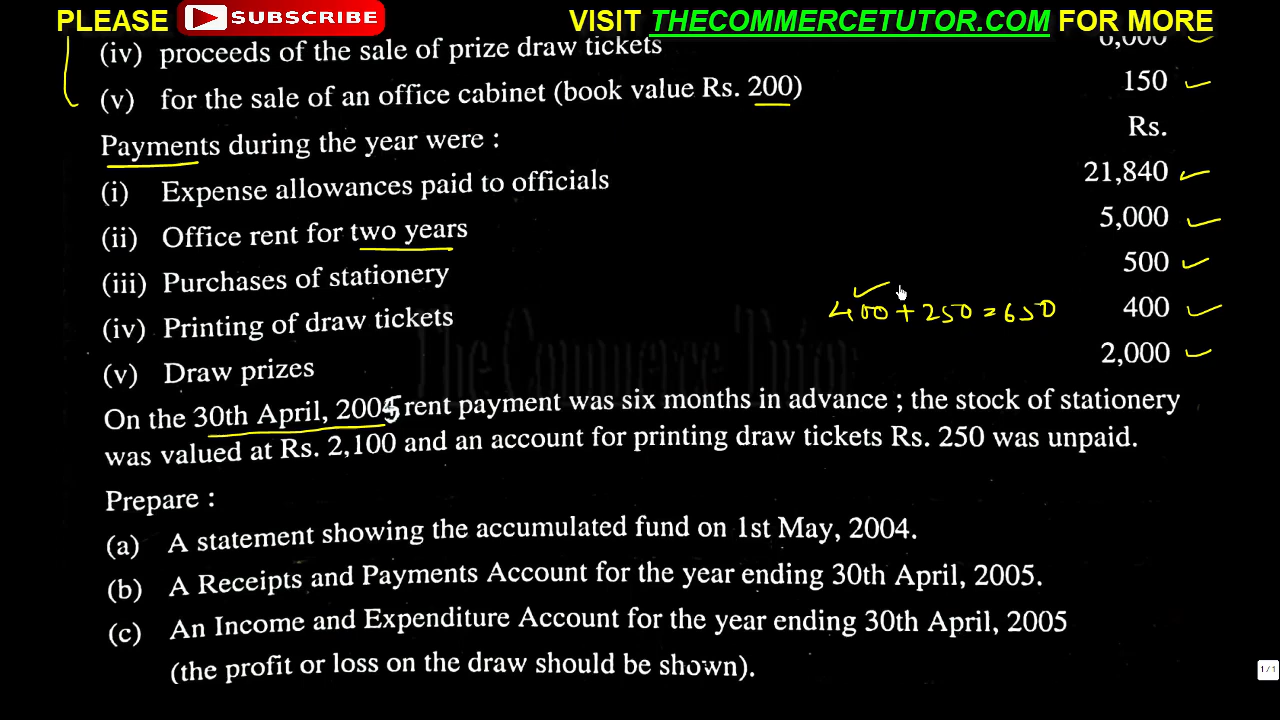 PLEASE SUBSCRIBE VISIT THECOMMERCETUTOR.COM FOR MORE
(iv) proceeds of the sale of prize draw tickets 6,000
(v) for the sale of an office cabinet (book value Rs. 200) 150
Payments during the year were : Rs.
(i) Expense allowances paid to officials 21,840
(ii) Office rent for two years 5,000
(iii) Purchases of stationery 500
(iv) Printing of draw tickets 400+250=650 400
(v) Draw prizes 2,000
On the 30th April, 2005 rent payment was six months in advance ; the stock of stationery
was valued at Rs. 2,100 and an account for printing draw tickets Rs. 250 was unpaid.
Prepare :
(a) A statement showing the accumulated fund on 1st May, 2004.
(b) A Receipts and Payments Account for the year ending 30th April, 2005.
(c) An Income and Expenditure Account for the year ending 30th April, 2005
(the profit or loss on the draw should be shown).
The Commerce Tutor
1/1